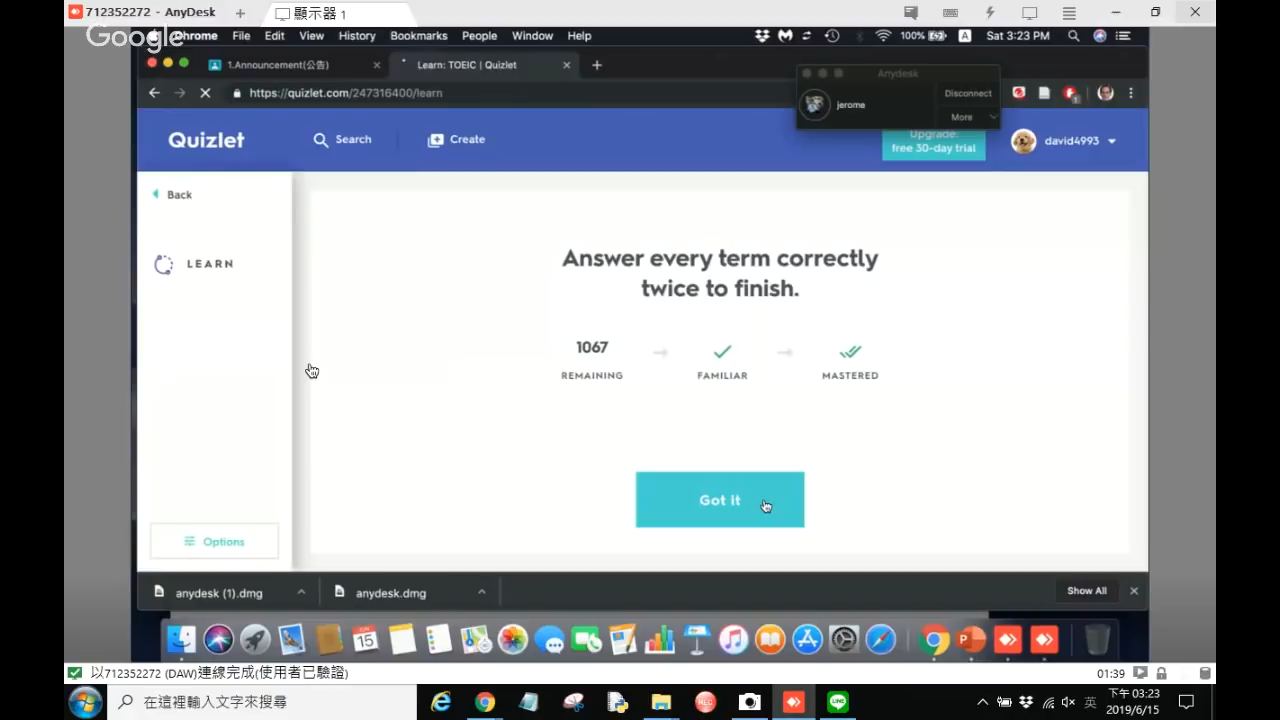 712352272 - AnyDesk
顯示器 1
Google
Chrome File Edit View History Bookmarks People Window Help
100%
A
Sat 3:23 PM
1.Announcement(公告)
Learn: TOEIC | Quizlet
Anydesk
https://quizlet.com/247316400/learn
jerome
Disconnect
More
Quizlet
Search
Create
Upgrade:
free 30-day trial
david4993
Back
LEARN
Answer every term correctly
twice to finish.
1067
REMAINING
FAMILIAR
MASTERED
Got it
Options
anydesk (1).dmg
anydesk.dmg
Show All
15
以712352272 (DAW)連線完成(使用者已驗證)
01:39
在這裡輸入文字來搜尋
REC
LINE
英
下午 03:23
2019/6/15